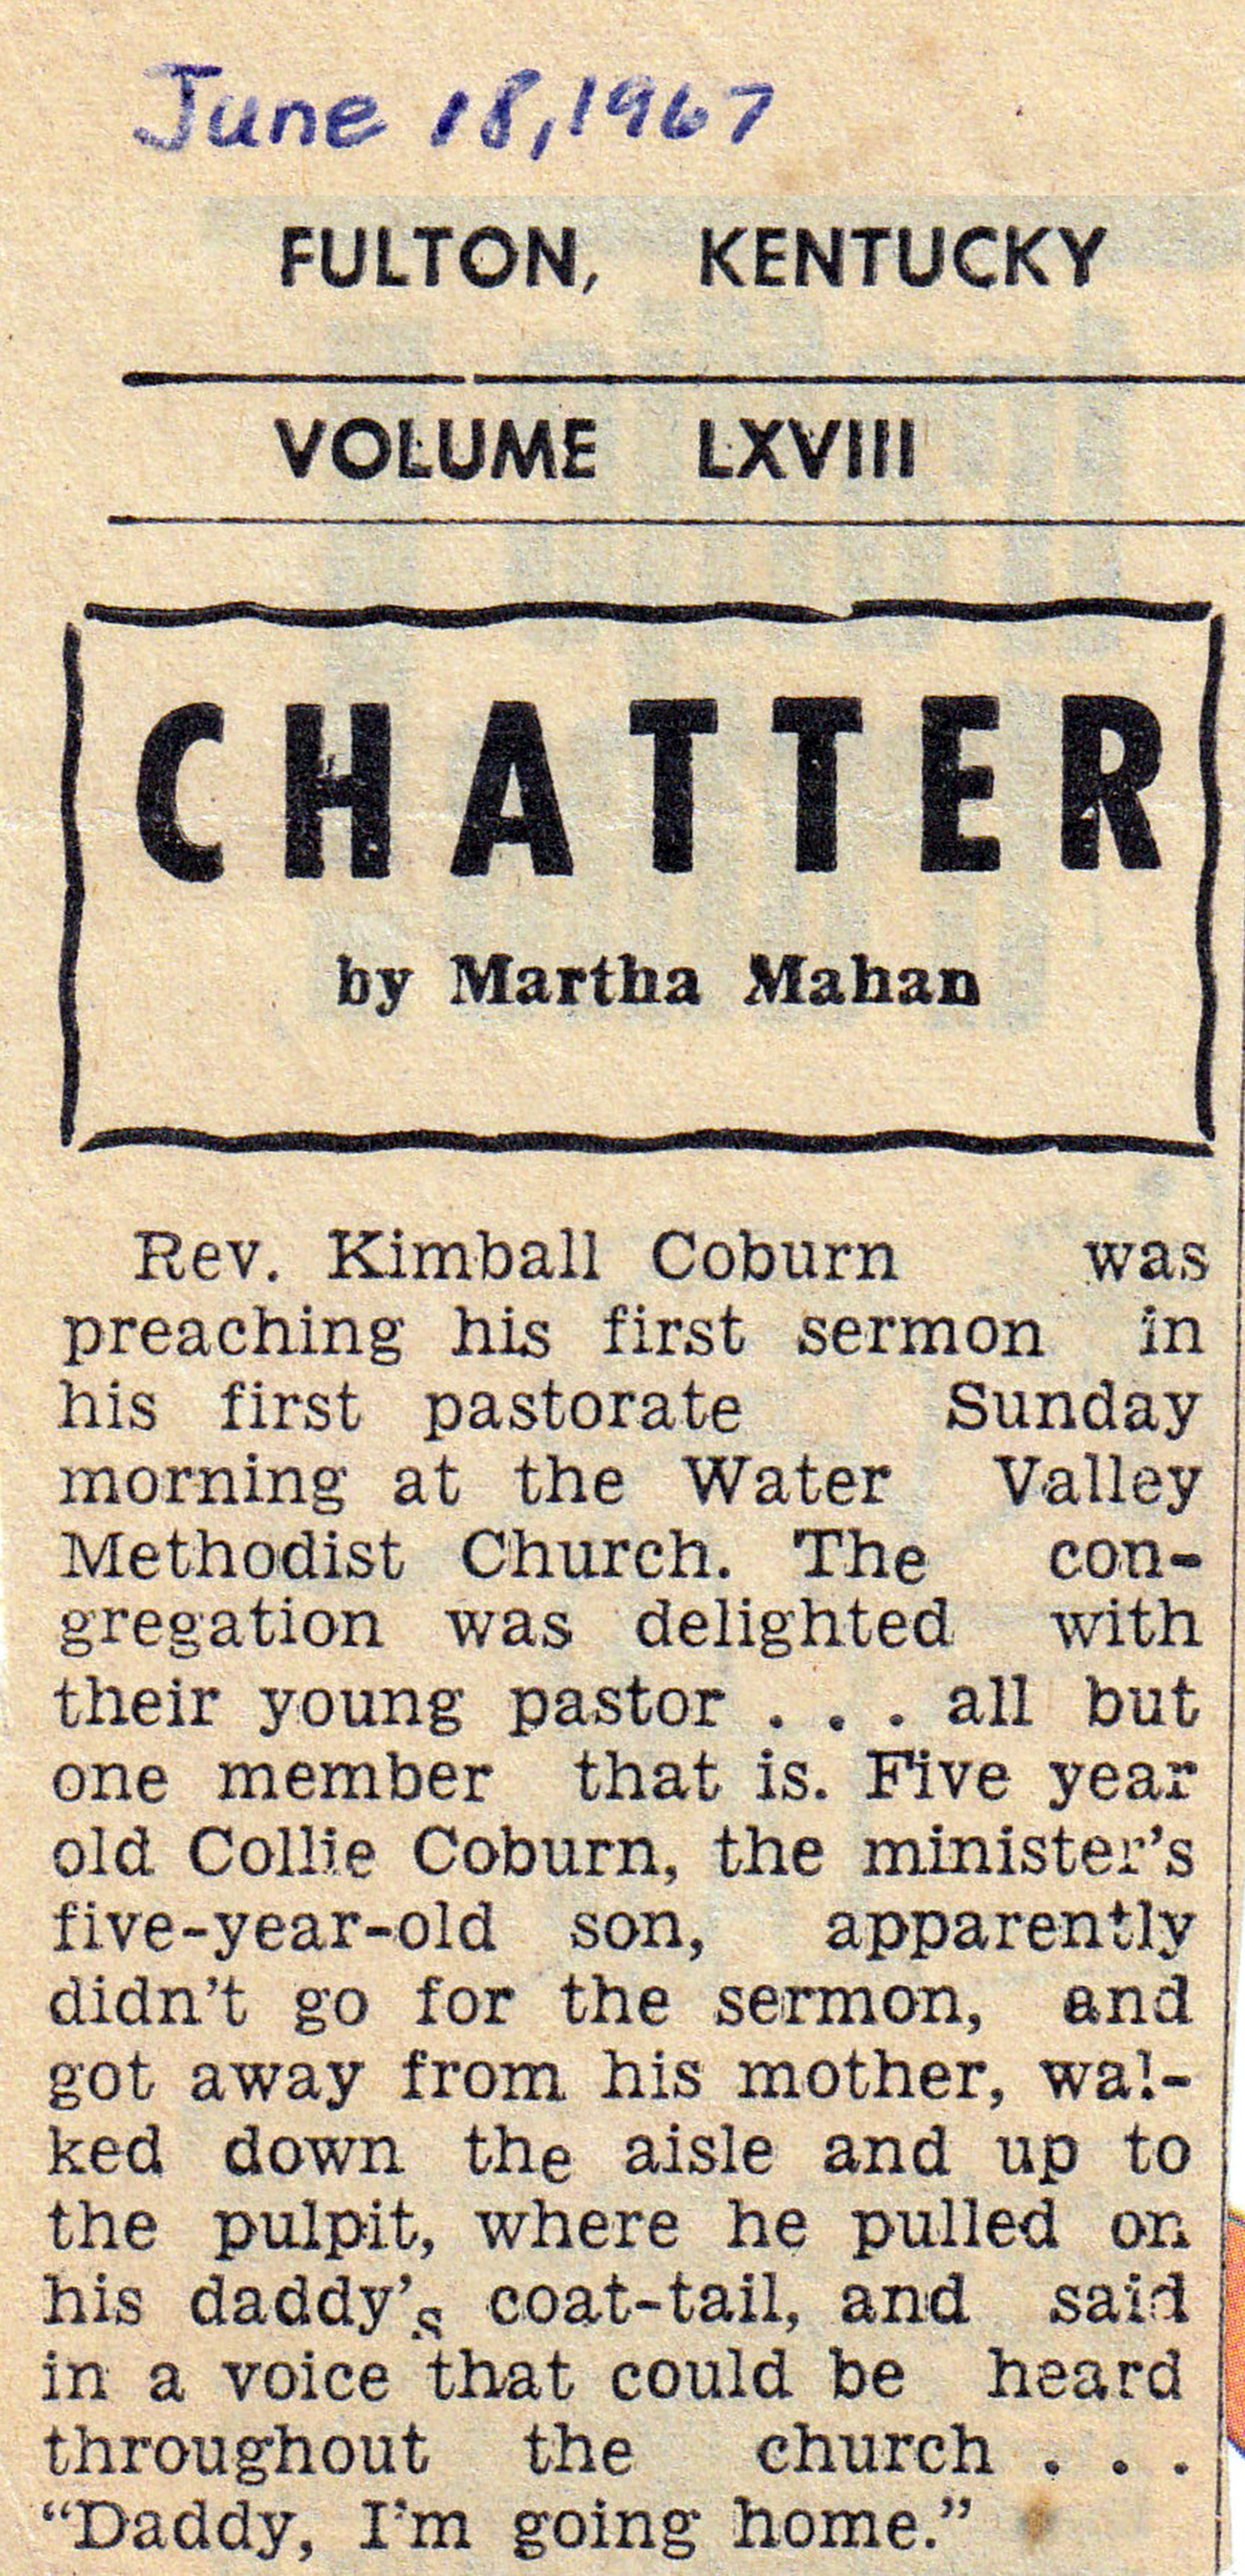 June 18, 1967
FULTON, KENTUCKY
VOLUME LXVIII
CHATTER
by Martha Mahan
Rev. Kimball Coburn was
preaching his first sermon in
his first pastorate Sunday
morning at the Water Valley
Methodist Church. The con-
gregation was delighted with
their young pastor . . . all but
one member that is. Five year
old Collie Coburn, the minister's
five-year-old son, apparently
didn't go for the sermon, and
got away from his mother, wal-
ked down the aisle and up to
the pulpit, where he pulled on
his daddy's coat-tail, and said
in a voice that could be heard
throughout the church . . .
"Daddy, I'm going home."